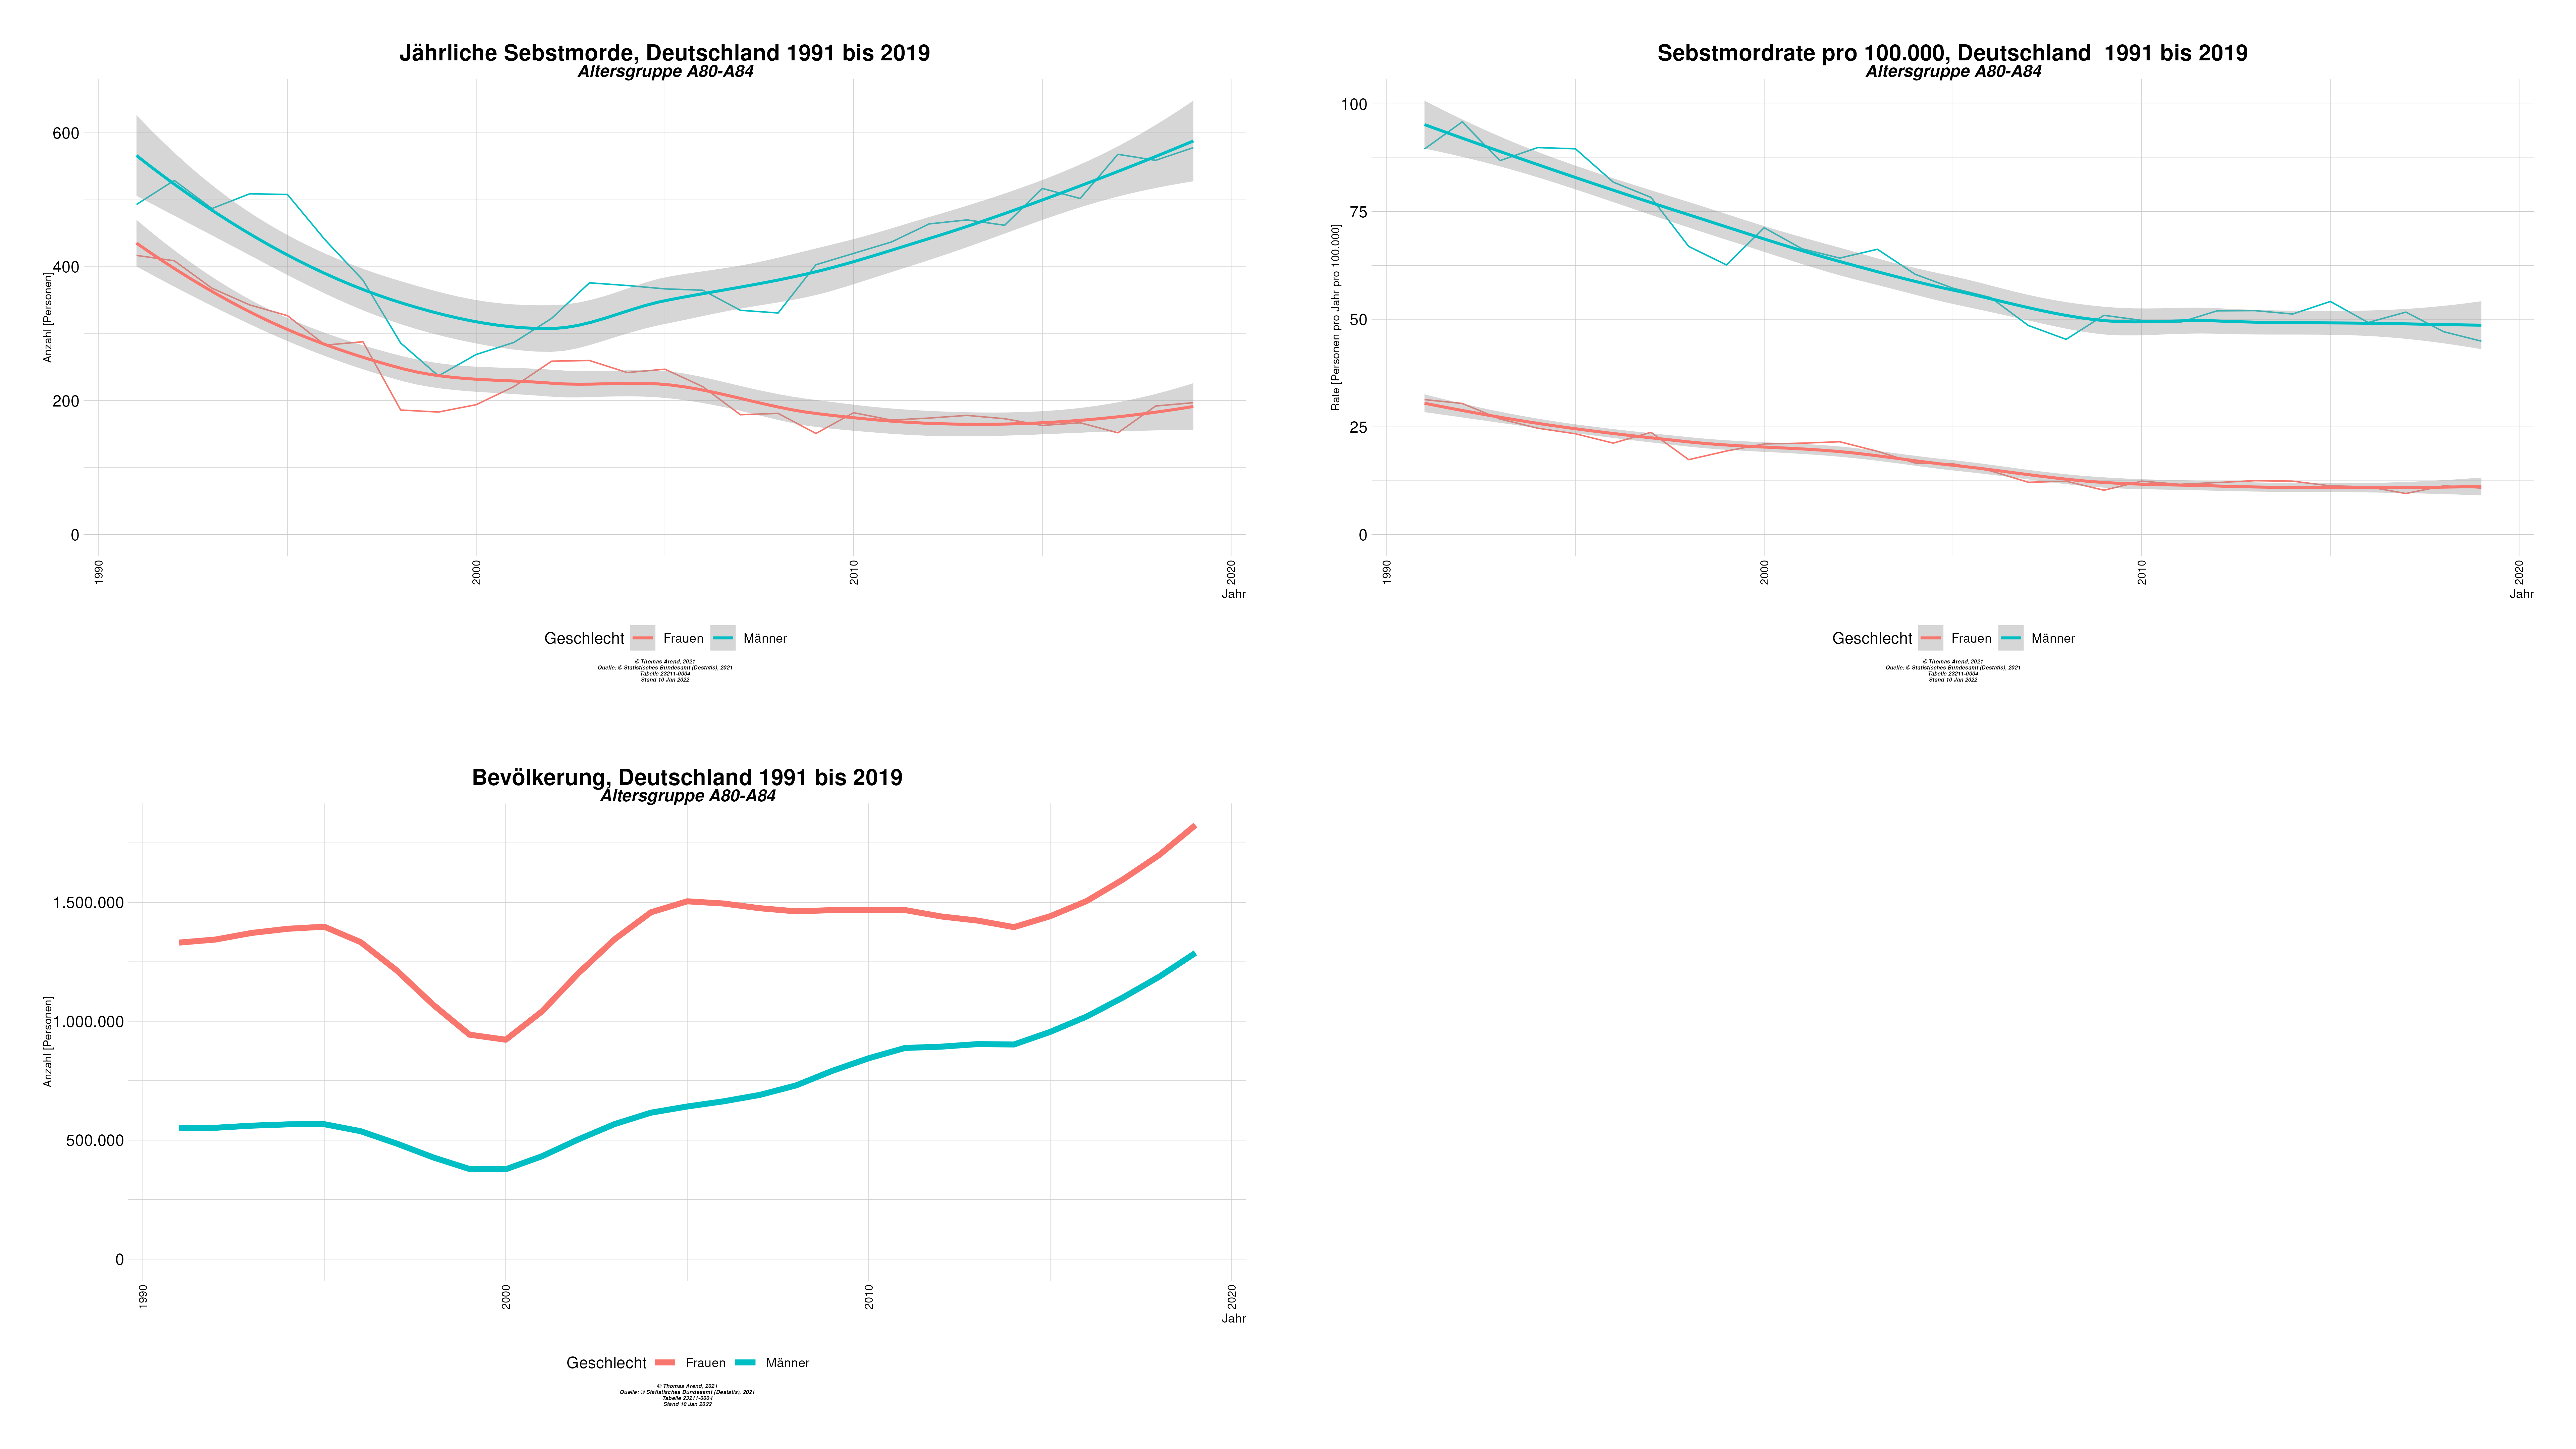 Jährliche Sebstmorde, Deutschland 1991 bis 2019
Altersgruppe A80-A84
Anzahl [Personen]
600
400
200
0
1990
2000
2010
2020
Jahr
Geschlecht Frauen Männer
© Thomas Arend, 2021
Quelle: © Statistisches Bundesamt (Destatis), 2021
Tabelle 23211-0004
Stand 10 Jan 2022
Sebstmordrate pro 100.000, Deutschland  1991 bis 2019
Altersgruppe A80-A84
Rate [Personen pro Jahr pro 100.000]
100
75
50
25
0
1990
2000
2010
2020
Jahr
Geschlecht Frauen Männer
© Thomas Arend, 2021
Quelle: © Statistisches Bundesamt (Destatis), 2021
Tabelle 23211-0004
Stand 10 Jan 2022
Bevölkerung, Deutschland 1991 bis 2019
Altersgruppe A80-A84
Anzahl [Personen]
1.500.000
1.000.000
500.000
0
1990
2000
2010
2020
Jahr
Geschlecht Frauen Männer
© Thomas Arend, 2021
Quelle: © Statistisches Bundesamt (Destatis), 2021
Tabelle 23211-0004
Stand 10 Jan 2022